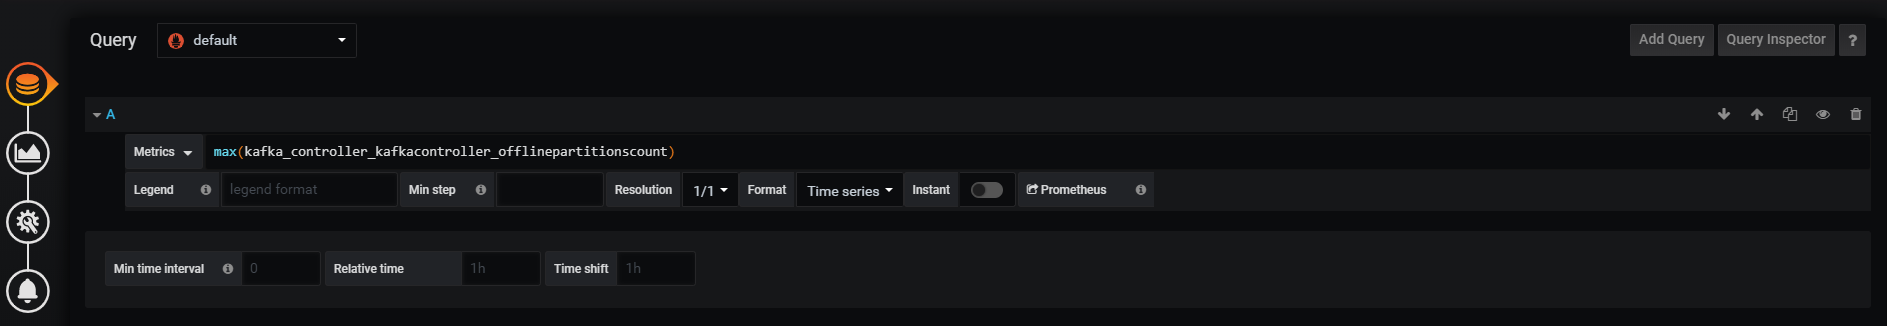 Query default Add Query Query Inspector ?
A
Metrics max(kafka_controller_kafkacontroller_offlinepartitionscount)
Legend legend format Min step Resolution 1/1 Format Time series Instant Prometheus
Min time interval 0 Relative time 1h Time shift 1h